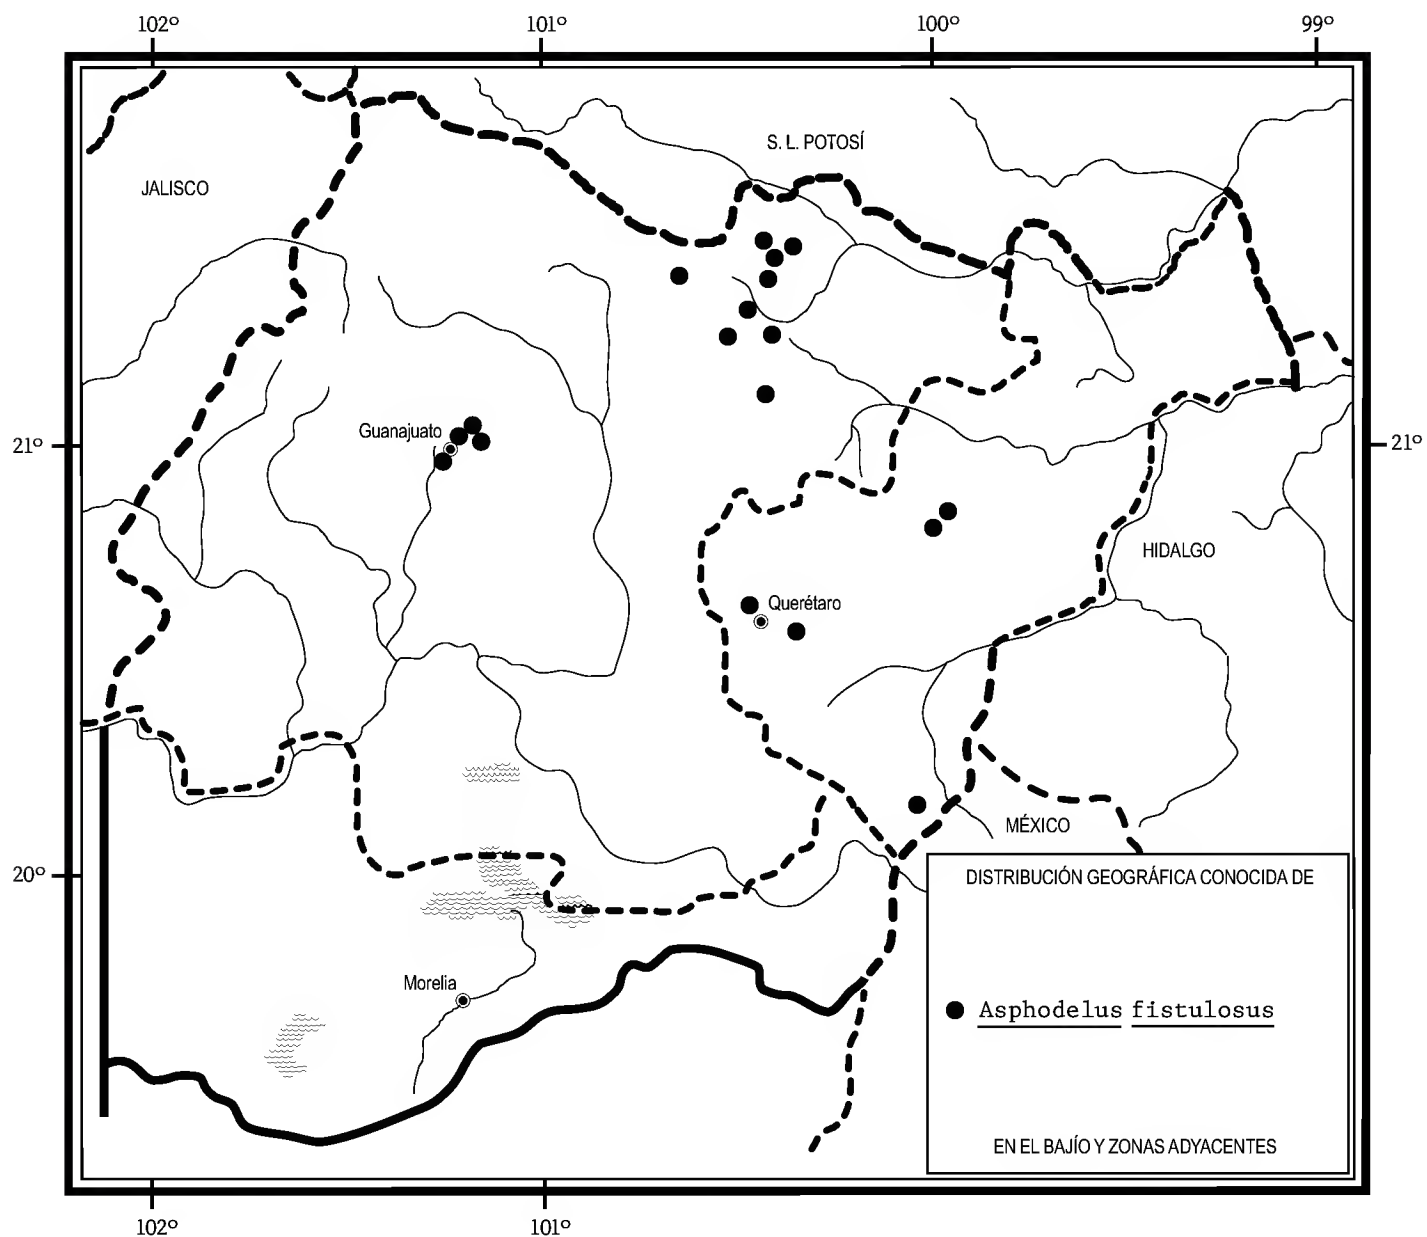 102º 101º 100º 99º
S. L. POTOSÍ
JALISCO
Guanajuato
21º
21º
HIDALGO
Querétaro
MÉXICO
20º
DISTRIBUCIÓN GEOGRÁFICA CONOCIDA DE
Morelia
Asphodelus fistulosus
EN EL BAJÍO Y ZONAS ADYACENTES
102º 101º